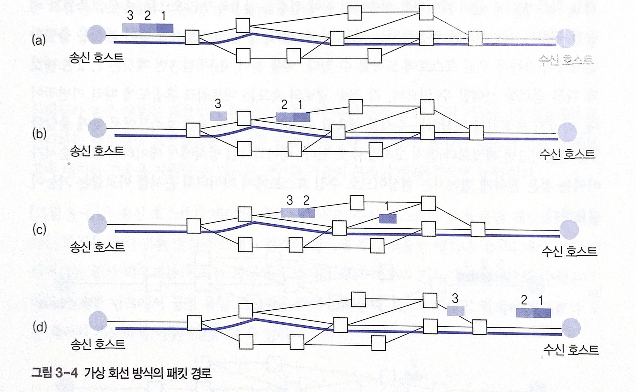 3 2 1
(a)
송신 호스트
수신 호스트
3
2 1
(b)
송신 호스트
수신 호스트
3 2
1
(c)
송신 호스트
수신 호스트
3
2 1
(d)
송신 호스트
수신 호스트
그림 3-4 가상 회선 방식의 패킷 경로